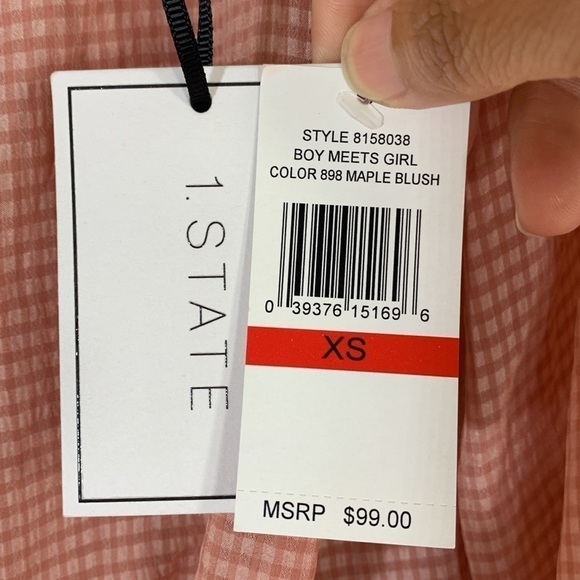 1.STATE
STYLE 8158038
BOY MEETS GIRL
COLOR 898 MAPLE BLUSH
0 39376 15169 6
XS
MSRP $99.00